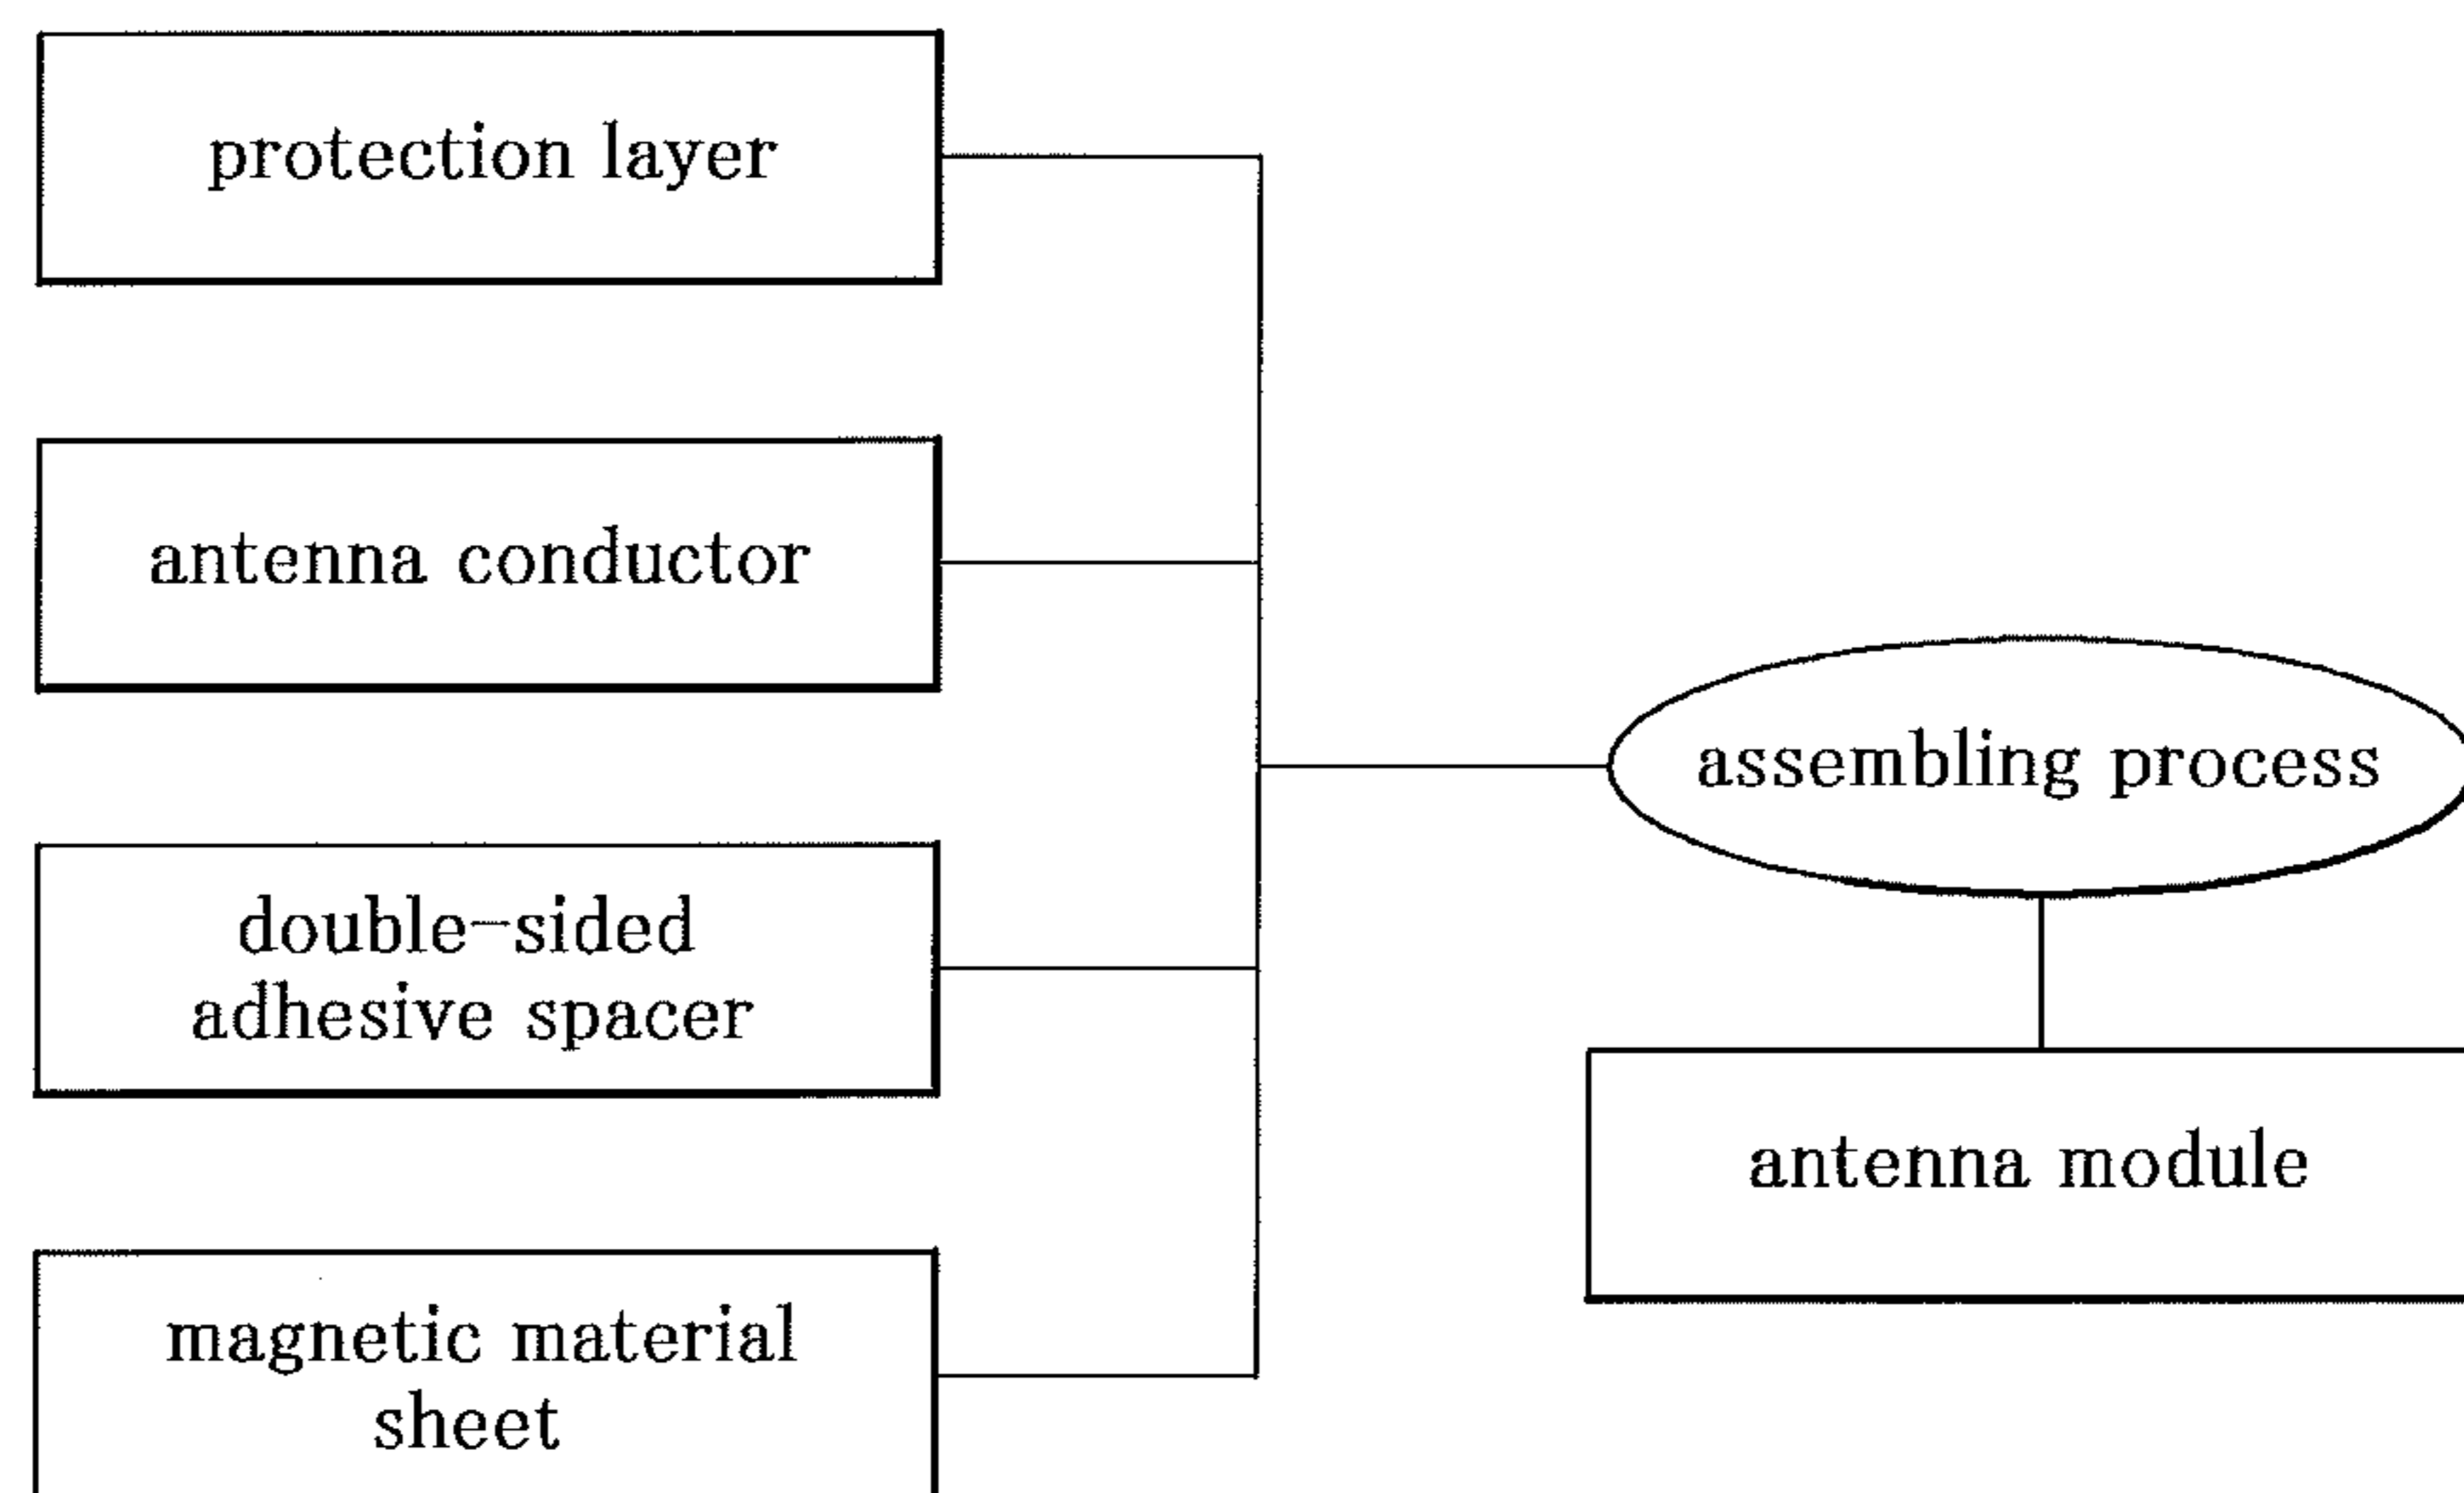 protection layer
antenna conductor
double-sided
adhesive spacer
magnetic material
sheet
assembling process
antenna module